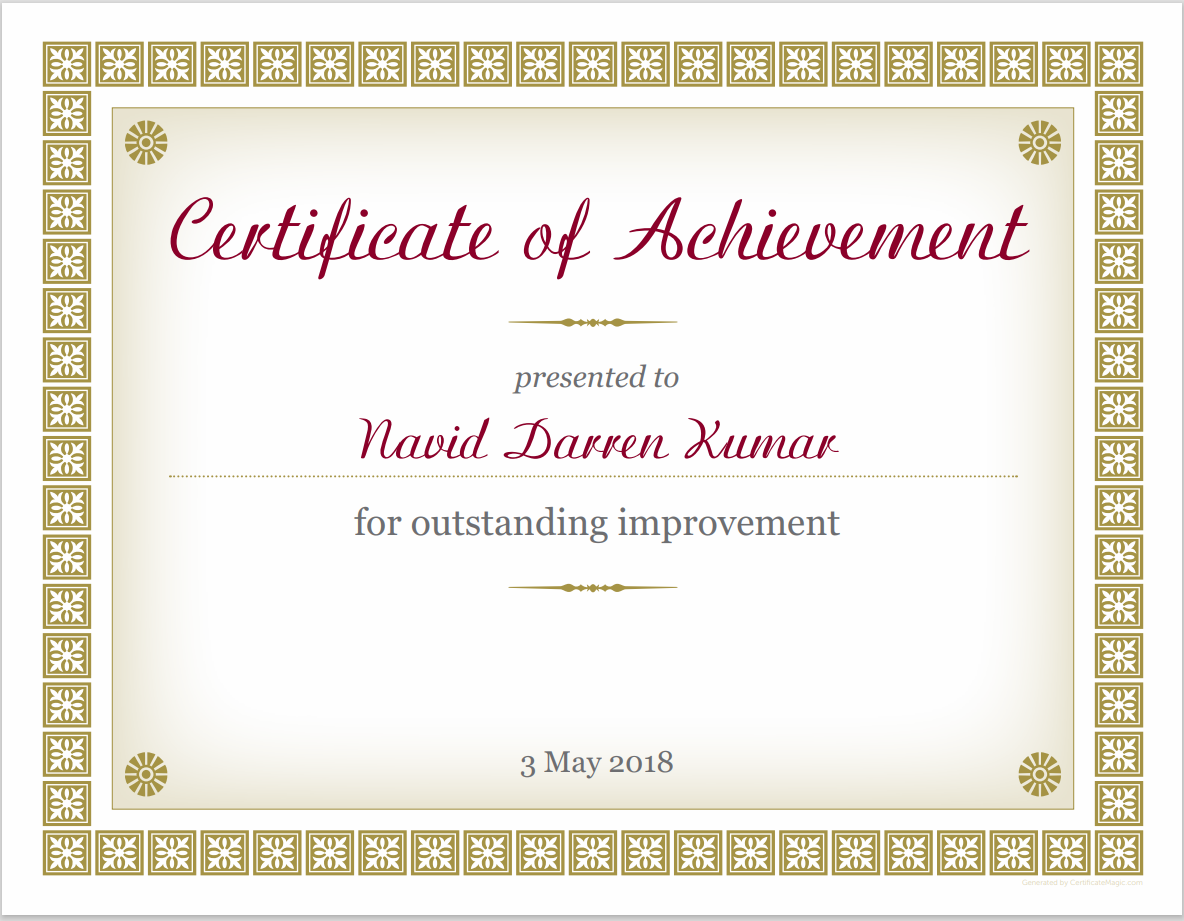 Certificate of Achievement
presented to
Navid Darren Kumar
for outstanding improvement
3 May 2018
Generated by CertificateMagic.com